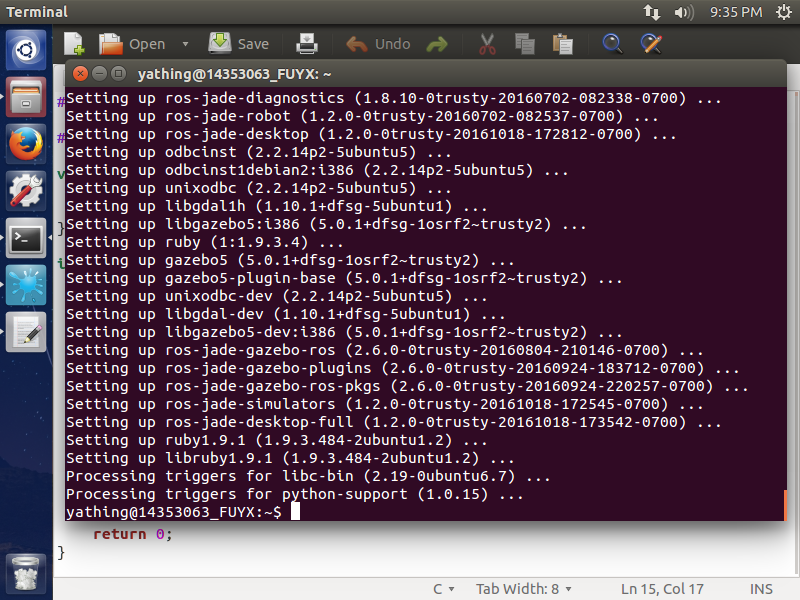 Terminal
9:35 PM
Open
Save
Undo
yathing@14353063_FUYX: ~
#
#
v
}
i
Setting up ros-jade-diagnostics (1.8.10-0trusty-20160702-082338-0700) ...
Setting up ros-jade-robot (1.2.0-0trusty-20160702-082537-0700) ...
Setting up ros-jade-desktop (1.2.0-0trusty-20161018-172812-0700) ...
Setting up odbcinst (2.2.14p2-5ubuntu5) ...
Setting up odbcinst1debian2:i386 (2.2.14p2-5ubuntu5) ...
Setting up unixodbc (2.2.14p2-5ubuntu5) ...
Setting up libgdal1h (1.10.1+dfsg-5ubuntu1) ...
Setting up libgazebo5:i386 (5.0.1+dfsg-1osrf2~trusty2) ...
Setting up ruby (1:1.9.3.4) ...
Setting up gazebo5 (5.0.1+dfsg-1osrf2~trusty2) ...
Setting up gazebo5-plugin-base (5.0.1+dfsg-1osrf2~trusty2) ...
Setting up unixodbc-dev (2.2.14p2-5ubuntu5) ...
Setting up libgdal-dev (1.10.1+dfsg-5ubuntu1) ...
Setting up libgazebo5-dev:i386 (5.0.1+dfsg-1osrf2~trusty2) ...
Setting up ros-jade-gazebo-ros (2.6.0-0trusty-20160804-210146-0700) ...
Setting up ros-jade-gazebo-plugins (2.6.0-0trusty-20160924-183712-0700) ...
Setting up ros-jade-gazebo-ros-pkgs (2.6.0-0trusty-20160924-220257-0700) ...
Setting up ros-jade-simulators (1.2.0-0trusty-20161018-172545-0700) ...
Setting up ros-jade-desktop-full (1.2.0-0trusty-20161018-173542-0700) ...
Setting up ruby1.9.1 (1.9.3.484-2ubuntu1.2) ...
Setting up libruby1.9.1 (1.9.3.484-2ubuntu1.2) ...
Processing triggers for libc-bin (2.19-0ubuntu6.7) ...
Processing triggers for python-support (1.0.15) ...
yathing@14353063_FUYX:~$
return 0;
}
C
Tab Width: 8
Ln 15, Col 17
INS